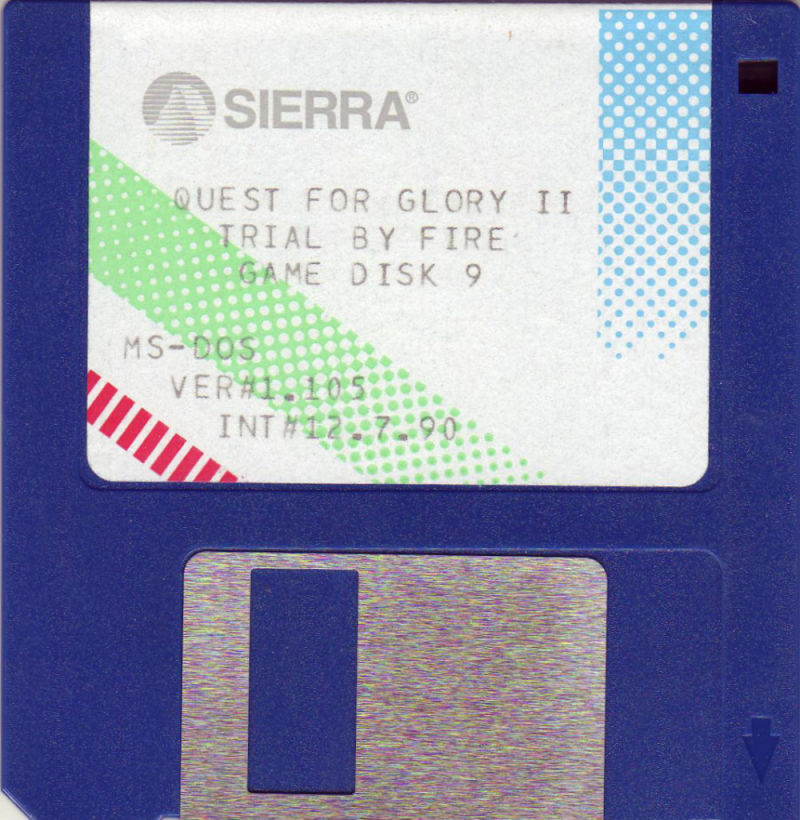 SIERRA®
QUEST FOR GLORY II
TRIAL BY FIRE
GAME DISK 9
MS-DOS
VER#1.105
INT#12.7.90